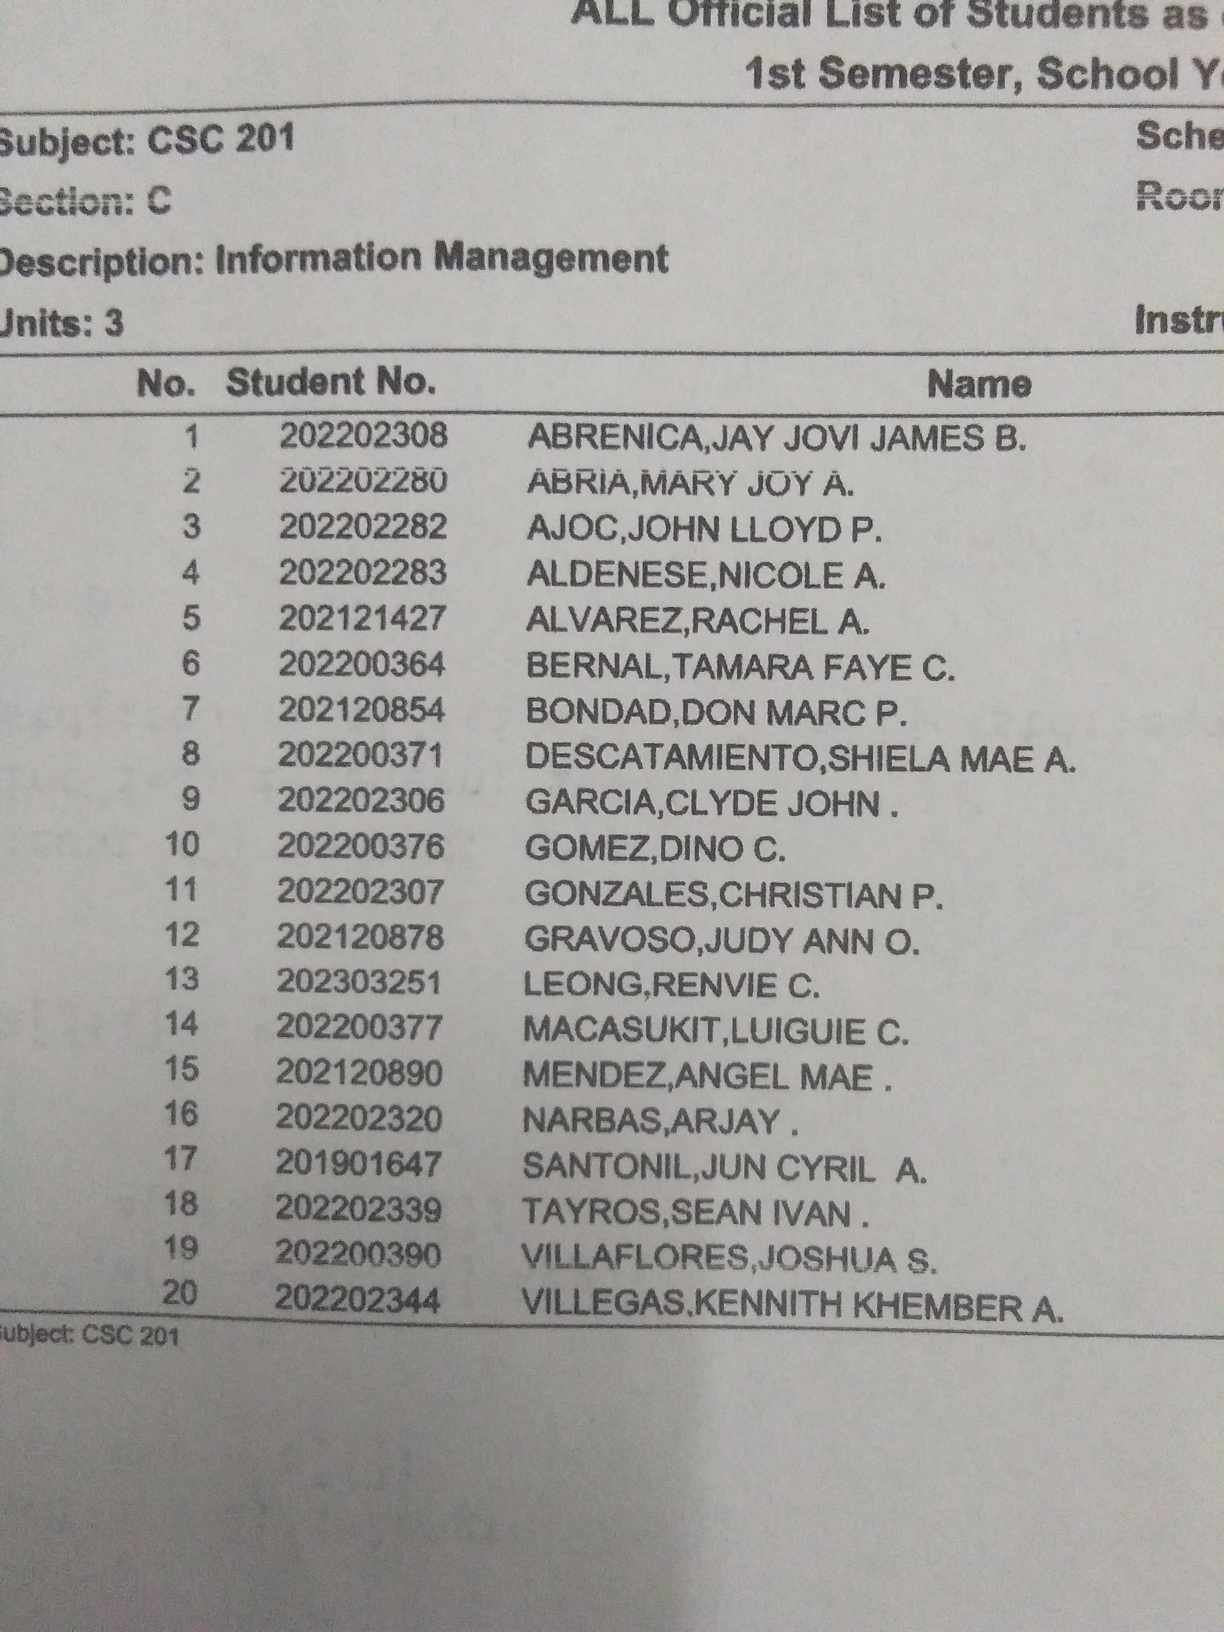 ALL Official List of Students as
1st Semester, School
Subject: CSC 201
Section: C
Description: Information Management
Units: 3
No. Student No. Name
1 202202308 ABRENICA,JAY JOVI JAMES B.
2 202202280 ABRIA,MARY JOY A.
3 202202282 AJOC,JOHN LLOYD P.
4 202202283 ALDENESE,NICOLE A.
5 202121427 ALVAREZ,RACHEL A.
6 202200364 BERNAL,TAMARA FAYE C.
7 202120854 BONDAD,DON MARC P.
8 202200371 DESCATAMIENTO,SHIELA MAE A.
9 202202306 GARCIA,CLYDE JOHN .
10 202200376 GOMEZ,DINO C.
11 202202307 GONZALES,CHRISTIAN P.
12 202120878 GRAVOSO,JUDY ANN O.
13 202303251 LEONG,RENVIE C.
14 202200377 MACASUKIT,LUIGUIE C.
15 202120890 MENDEZ,ANGEL MAE .
16 202202320 NARBAS,ARJAY .
17 201901647 SANTONIL,JUN CYRIL  A.
18 202202339 TAYROS,SEAN IVAN .
19 202200390 VILLAFLORES,JOSHUA S.
20 202202344 VILLEGAS,KENNITH KHEMBER A.
Subject: CSC 201